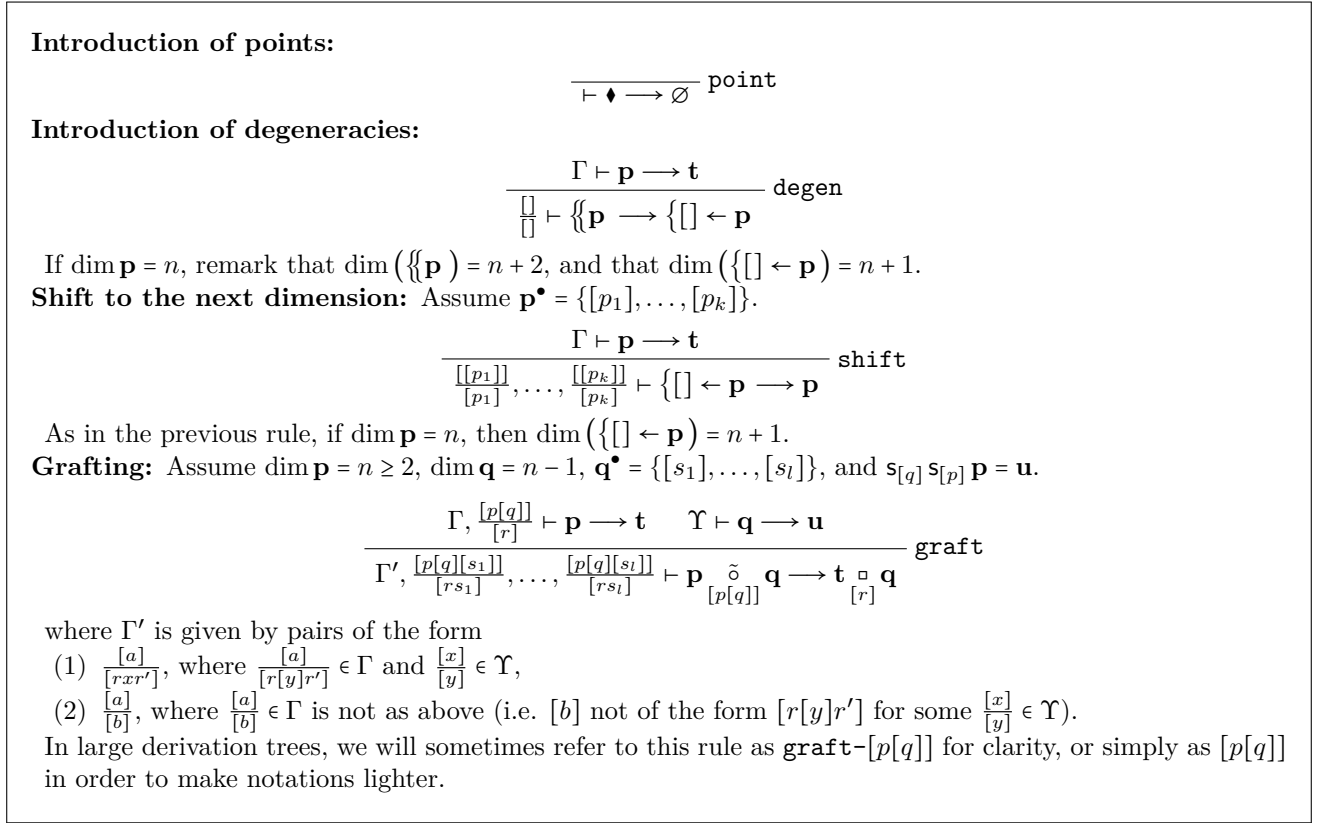 Introduction of points:
⊢ ⧫ ⟶ ∅ point
Introduction of degeneracies:
Γ ⊢ p ⟶ t
[]/[] ⊢ {{p ⟶ {[] ← p degen
If dim p = n, remark that dim ({{p ) = n + 2, and that dim ({[] ← p) = n + 1.
Shift to the next dimension: Assume p• = {[p₁], . . . , [pₖ]}.
Γ ⊢ p ⟶ t
[[p₁]]/[p₁], . . . , [[pₖ]]/[pₖ] ⊢ {[] ← p ⟶ p shift
As in the previous rule, if dim p = n, then dim ({[] ← p) = n + 1.
Grafting: Assume dim p = n ≥ 2, dim q = n − 1, q• = {[s₁], . . . , [sₗ]}, and s_[q] s_[p] p = u.
Γ, [p[q]]/[r] ⊢ p ⟶ t Υ ⊢ q ⟶ u
Γ′, [p[q][s₁]]/[rs₁], . . . , [p[q][sₗ]]/[rsₗ] ⊢ p õ_[p[q]] q ⟶ t □_[r] q graft
where Γ′ is given by pairs of the form
(1) [a]/[rxr′], where [a]/[r[y]r′] ∈ Γ and [x]/[y] ∈ Υ,
(2) [a]/[b], where [a]/[b] ∈ Γ is not as above (i.e. [b] not of the form [r[y]r′] for some [x]/[y] ∈ Υ).
In large derivation trees, we will sometimes refer to this rule as graft-[p[q]] for clarity, or simply as [p[q]]
in order to make notations lighter.